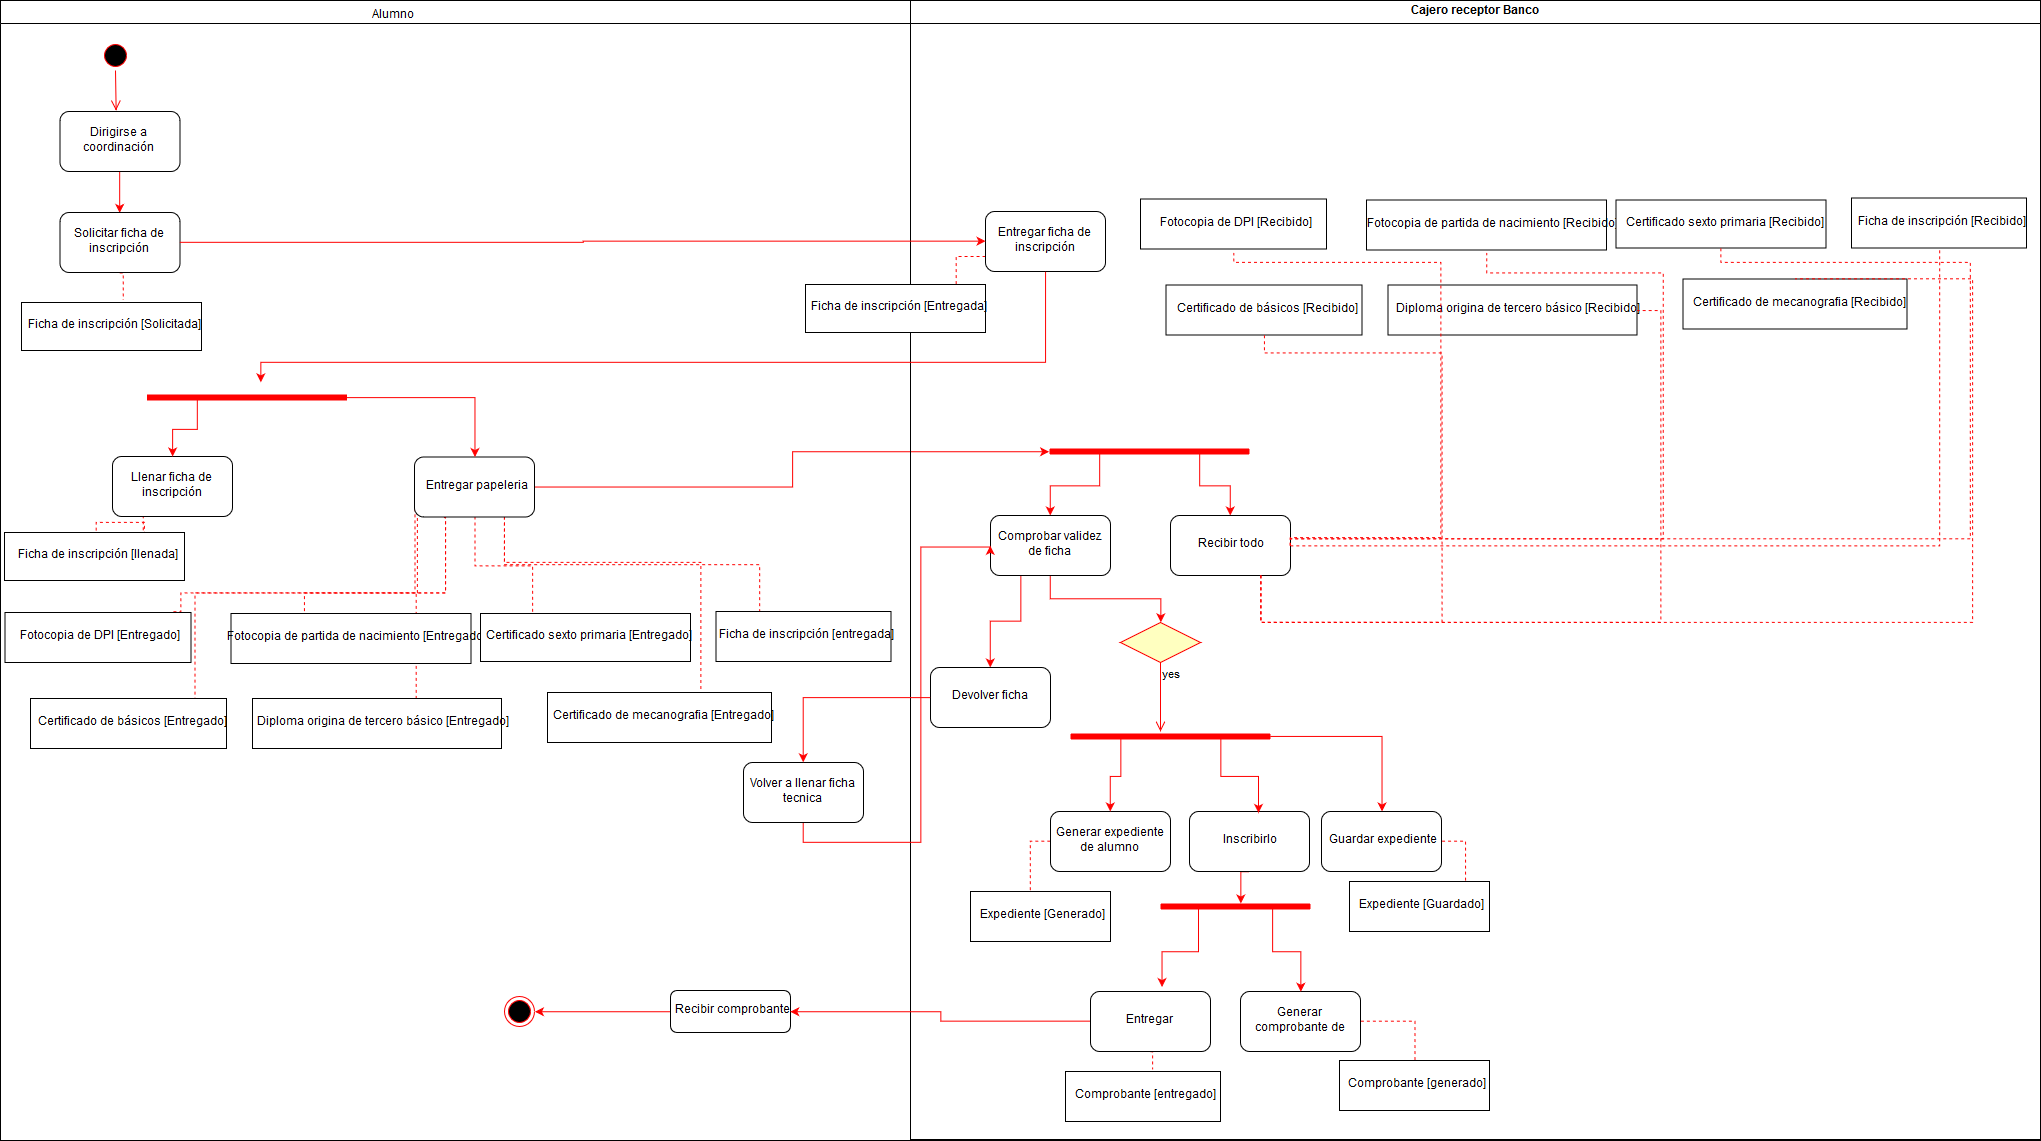 Alumno
Cajero receptor Banco
Dirigirse a
coordinación
Solicitar ficha de
inscripción
Ficha de inscripción [Solicitada]
Entregar ficha de
inscripción
Ficha de inscripción [Entregada]
Fotocopia de DPI [Recibido]
Fotocopia de partida de nacimiento [Recibido]
Certificado sexto primaria [Recibido]
Ficha de inscripción [Recibido]
Certificado de básicos [Recibido]
Diploma origina de tercero básico [Recibido]
Certificado de mecanografia [Recibido]
Llenar ficha de
inscripción
Entregar papeleria
Ficha de inscripción [llenada]
Comprobar validez
de ficha
Recibir todo
Fotocopia de DPI [Entregado]
Fotocopia de partida de nacimiento [Entregado
Certificado sexto primaria [Entregado]
Ficha de inscripción [entregada]
Certificado de básicos [Entregado]
Diploma origina de tercero básico [Entregado]
Certificado de mecanografia [Entregado]
Devolver ficha
yes
Volver a llenar ficha
tecnica
Generar expediente
de alumno
Inscribirlo
Guardar expediente
Expediente [Generado]
Expediente [Guardado]
Recibir comprobante
Entregar
Generar
comprobante de
Comprobante [entregado]
Comprobante [generado]